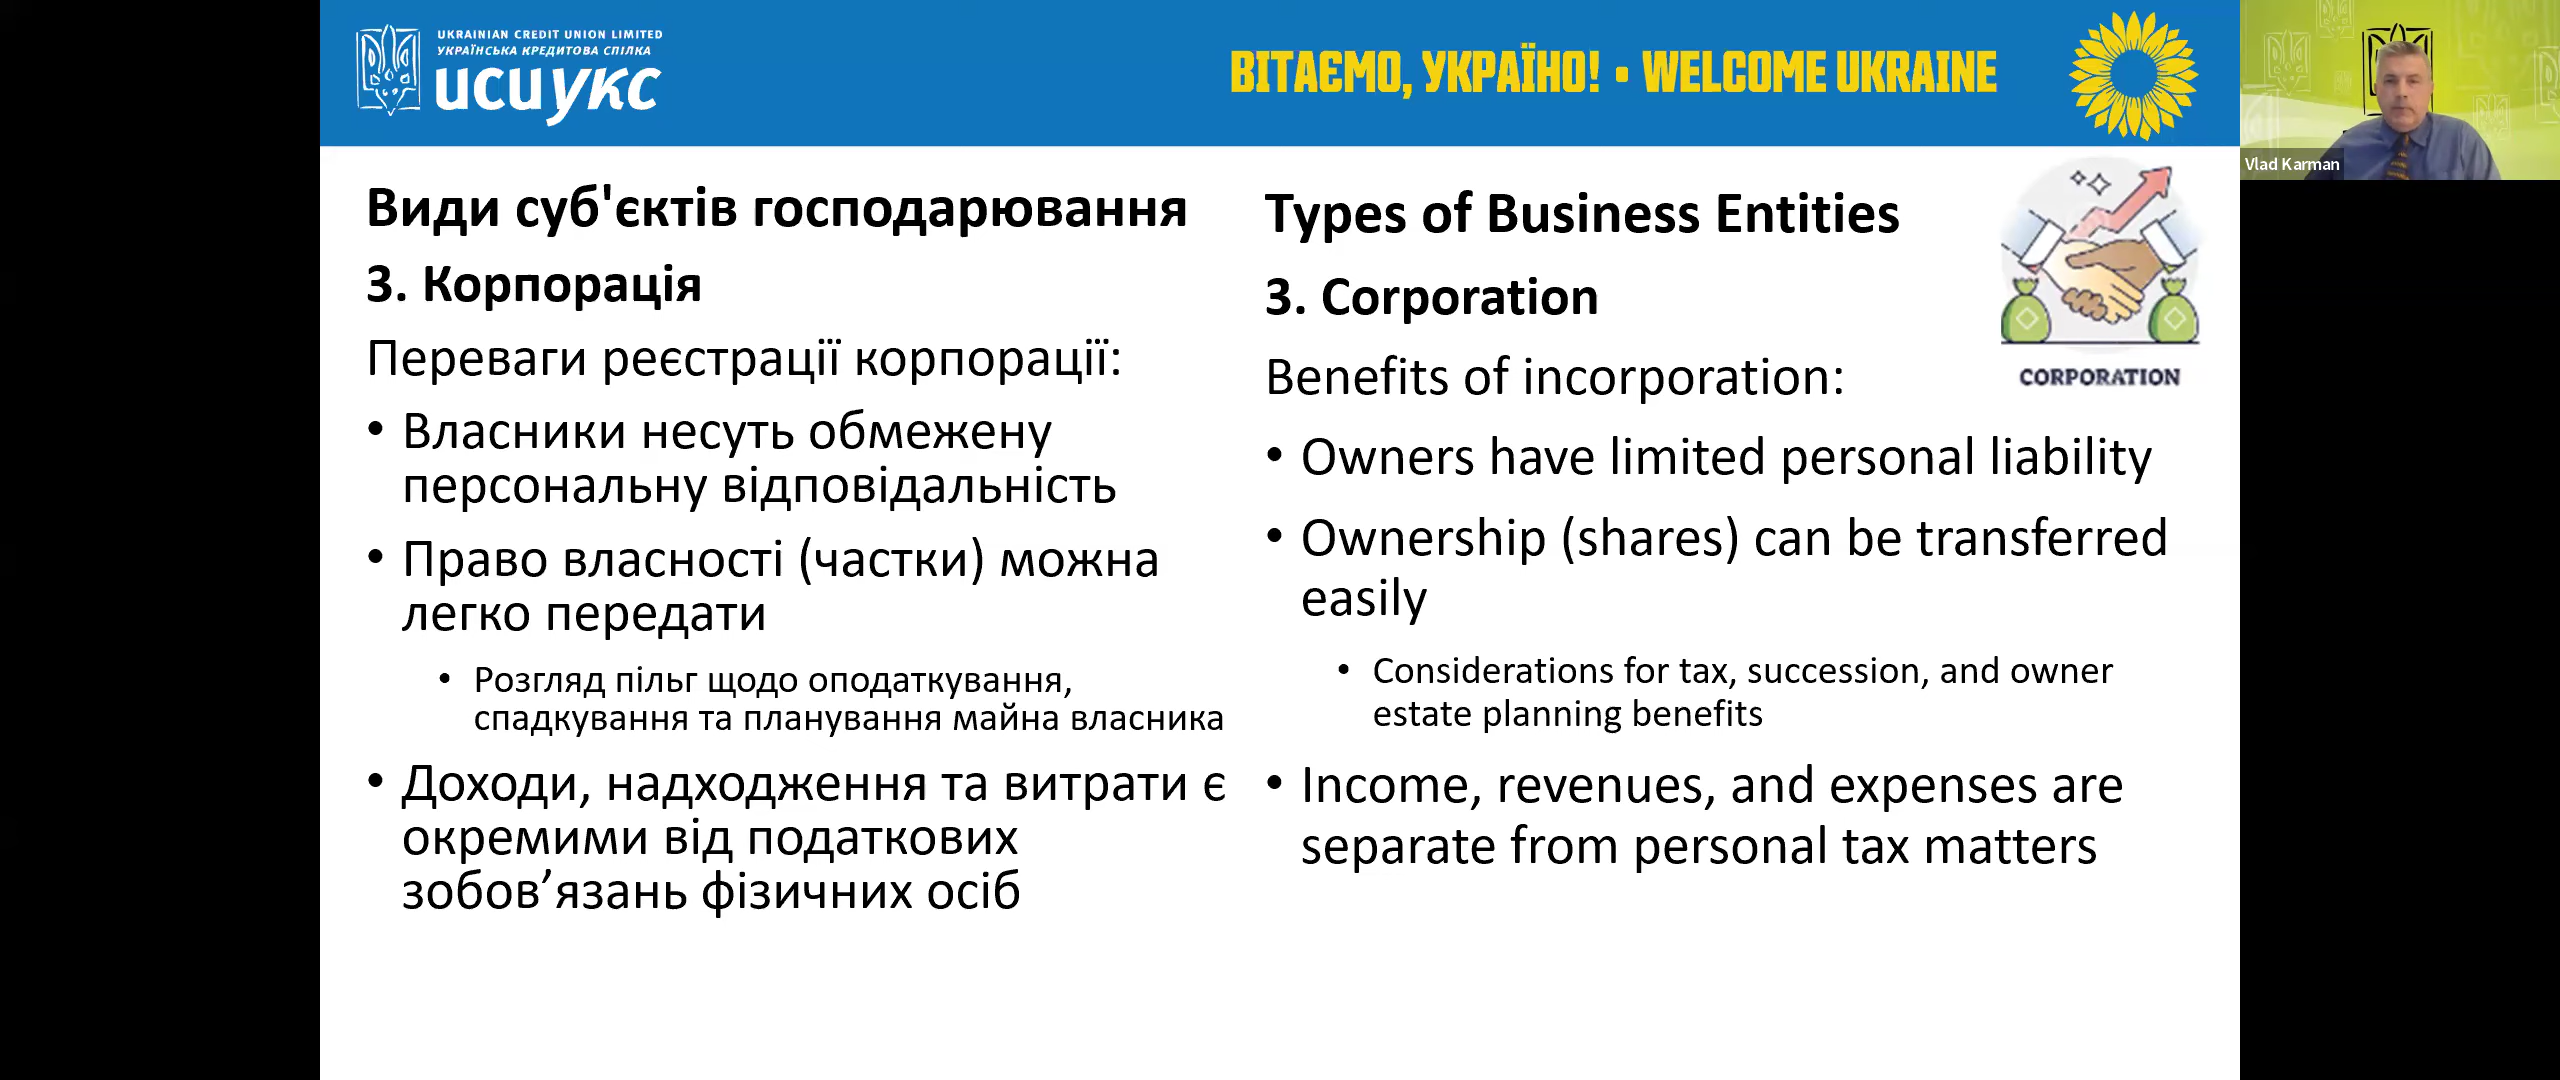 UKRAINIAN CREDIT UNION LIMITED
УКРАЇНСЬКА КРЕДИТОВА СПІЛКА
UCUУКС
ВІТАЄМО, УКРАЇНО! • WELCOME UKRAINE
Vlad Karman
Види суб'єктів господарювання
3. Корпорація
Переваги реєстрації корпорації:
• Власники несуть обмежену
персональну відповідальність
• Право власності (частки) можна
легко передати
• Розгляд пільг щодо оподаткування,
спадкування та планування майна власника
• Доходи, надходження та витрати є
окремими від податкових
зобов’язань фізичних осіб
Types of Business Entities
3. Corporation
Benefits of incorporation:
• Owners have limited personal liability
• Ownership (shares) can be transferred
easily
• Considerations for tax, succession, and owner
estate planning benefits
• Income, revenues, and expenses are
separate from personal tax matters
CORPORATION